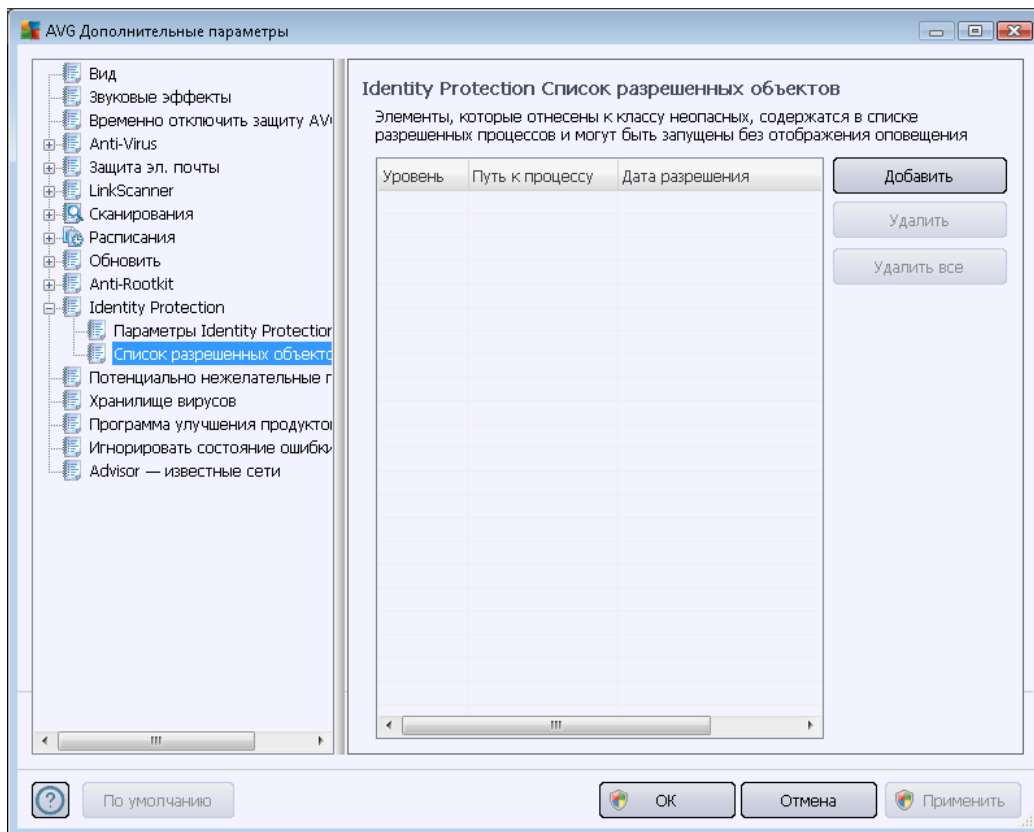 AVG Дополнительные параметры
Вид
Звуковые эффекты
Временно отключить защиту AV
Anti-Virus
Защита эл. почты
LinkScanner
Сканирования
Расписания
Обновить
Anti-Rootkit
Identity Protection
Параметры Identity Protection
Список разрешенных объекто
Потенциально нежелательные п
Хранилище вирусов
Программа улучшения продукто
Игнорировать состояние ошибки
Advisor — известные сети
Identity Protection Список разрешенных объектов
Элементы, которые отнесены к классу неопасных, содержатся в списке
разрешенных процессов и могут быть запущены без отображения оповещения
Уровень Путь к процессу Дата разрешения
Добавить
Удалить
Удалить все
По умолчанию
ОК
Отмена
Применить